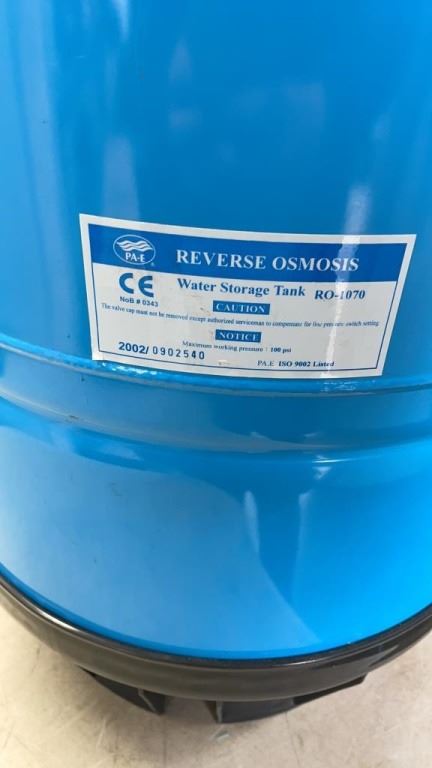 PA-E ®
REVERSE OSMOSIS
CE
Water Storage Tank RO-1070
NoB # 0343
CAUTION
The valve cap must not be removed except authorized serviceman to compensate for low pressure switch setting
NOTICE
Maximum working pressure : 100 psi
2002/ 0902540
PA.E ISO 9002 Listed